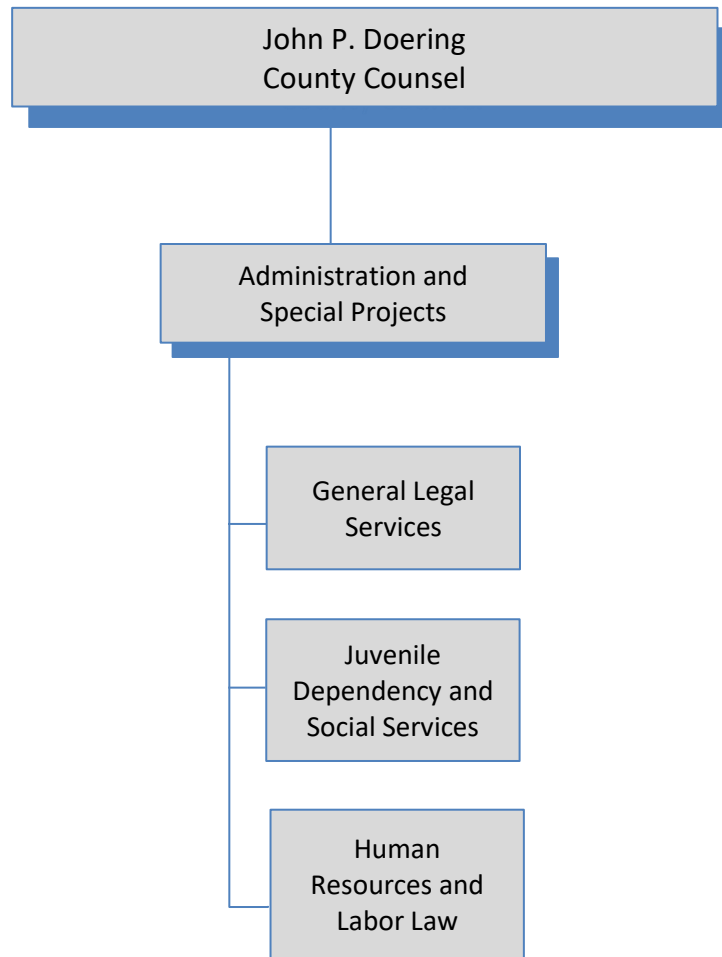 John P. Doering
County Counsel
Administration and
Special Projects
General Legal
Services
Juvenile
Dependency and
Social Services
Human
Resources and
Labor Law